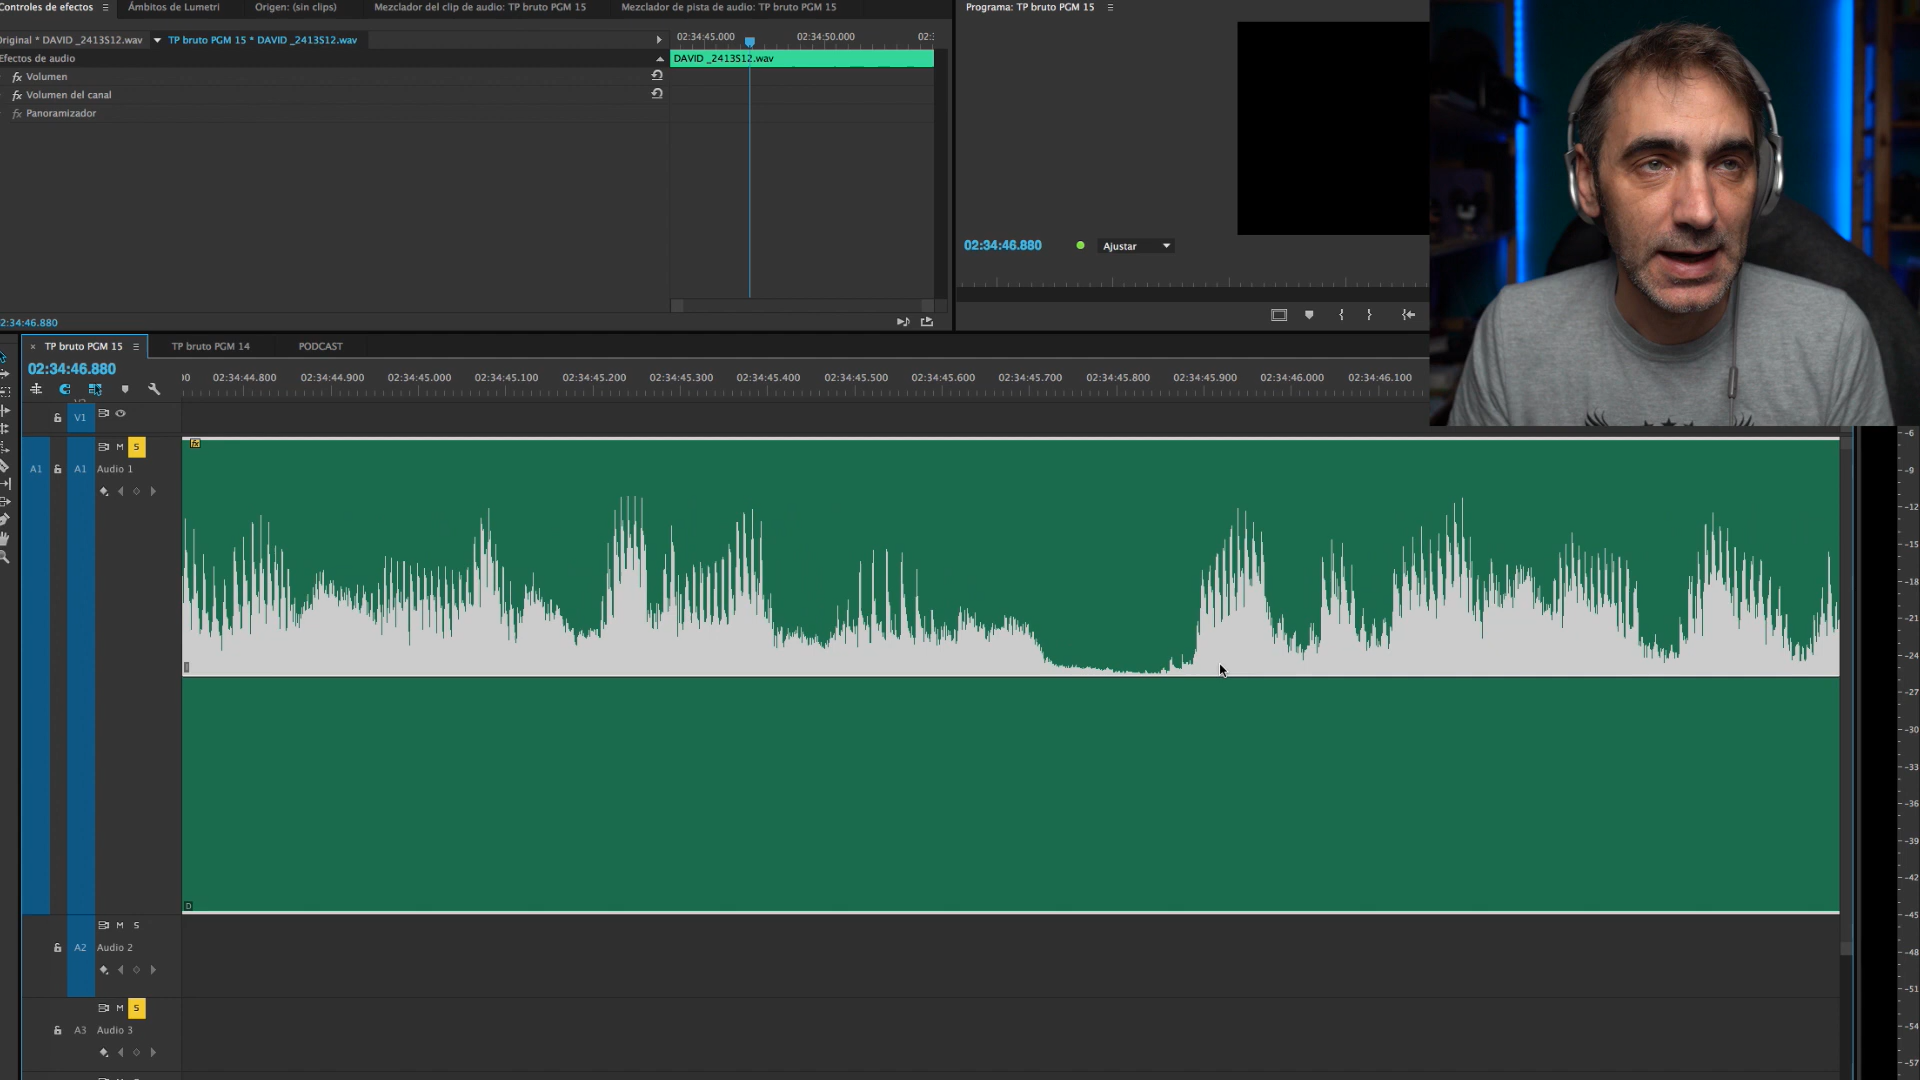 Controles de efectos
Ámbitos de Lumetri
Origen: (sin clips)
Mezclador del clip de audio: TP bruto PGM 15
Mezclador de pista de audio: TP bruto PGM 15
Programa: TP bruto PGM 15
Original * DAVID _2413S12.wav
TP bruto PGM 15 * DAVID _2413S12.wav
02:34:45.000
02:34:50.000
02:3
Efectos de audio
DAVID _2413S12.wav
fx Volumen
fx Volumen del canal
fx Panoramizador
02:34:46.880
Ajustar
2:34:46.880
TP bruto PGM 15
TP bruto PGM 14
PODCAST
02:34:46.880
00
02:34:44.800
02:34:44.900
02:34:45.000
02:34:45.100
02:34:45.200
02:34:45.300
02:34:45.400
02:34:45.500
02:34:45.600
02:34:45.700
02:34:45.800
02:34:45.900
02:34:46.000
02:34:46.100
V1
M S
A1
A1
Audio 1
fx
D
M S
A2
Audio 2
M S
A3
Audio 3
-6
-9
-12
-15
-18
-21
-24
-27
-30
-33
-36
-39
-42
-45
-48
-51
-54
-57